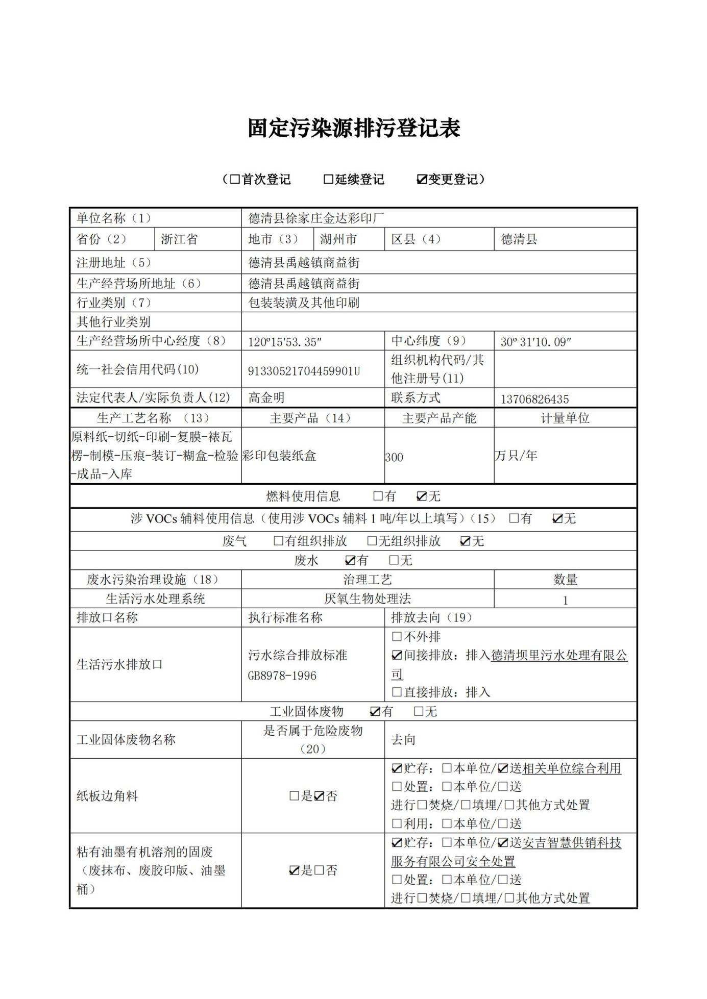 固定污染源排污登记表
（□首次登记 □延续登记 ☑变更登记）
单位名称（1） 德清县徐家庄金达彩印厂
省份（2） 浙江省 地市（3） 湖州市 区县（4） 德清县
注册地址（5） 德清县禹越镇商益街
生产经营场所地址（6） 德清县禹越镇商益街
行业类别（7） 包装装潢及其他印刷
其他行业类别
生产经营场所中心经度（8） 120°15′53.35″ 中心纬度（9） 30°31′10.09″
统一社会信用代码(10) 91330521704459901U 组织机构代码/其
他注册号(11)
法定代表人/实际负责人(12) 高金明 联系方式 13706826435
生产工艺名称 （13） 主要产品（14） 主要产品产能 计量单位
原料纸-切纸-印刷-复膜-裱瓦
楞-制模-压痕-装订-糊盒-检验 彩印包装纸盒 300 万只/年
-成品-入库
燃料使用信息 □有 ☑无
涉 VOCs 辅料使用信息（使用涉 VOCs 辅料 1 吨/年以上填写）（15） □有 ☑无
废气 □有组织排放 □无组织排放 ☑无
废水 ☑有 □无
废水污染治理设施（18） 治理工艺 数量
生活污水处理系统 厌氧生物处理法 1
排放口名称 执行标准名称 排放去向（19）
生活污水排放口
污水综合排放标准
GB8978-1996
□不外排
☑间接排放：排入德清坝里污水处理有限公
司
□直接排放：排入
工业固体废物 ☑有 □无
工业固体废物名称
是否属于危险废物
（20）
去向
纸板边角料 □是☑否
☑贮存：□本单位/☑送相关单位综合利用
□处置：□本单位/□送
进行□焚烧/□填埋/□其他方式处置
□利用：□本单位/□送
粘有油墨有机溶剂的固废
（废抹布、废胶印版、油墨
桶）
☑是□否
☑贮存：□本单位/☑送安吉智慧供销科技
服务有限公司安全处置
□处置：□本单位/□送
进行□焚烧/□填埋/□其他方式处置